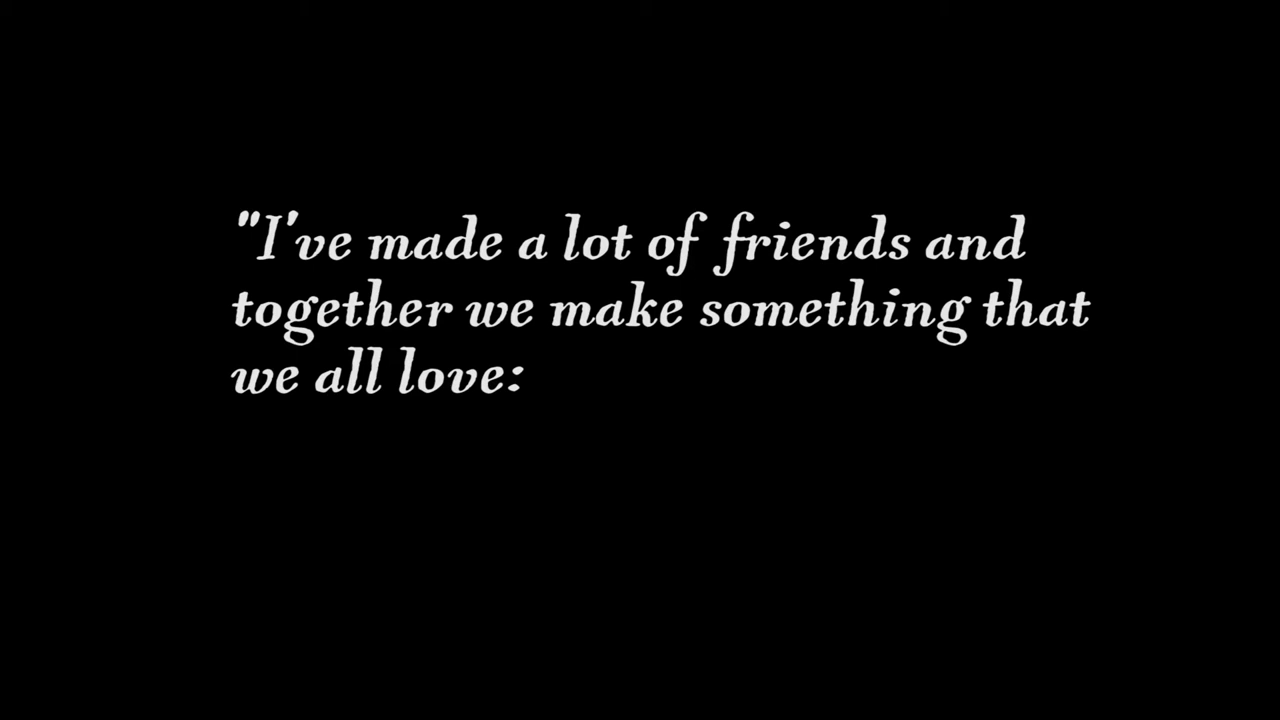 "I've made a lot of friends and
together we make something that
we all love: